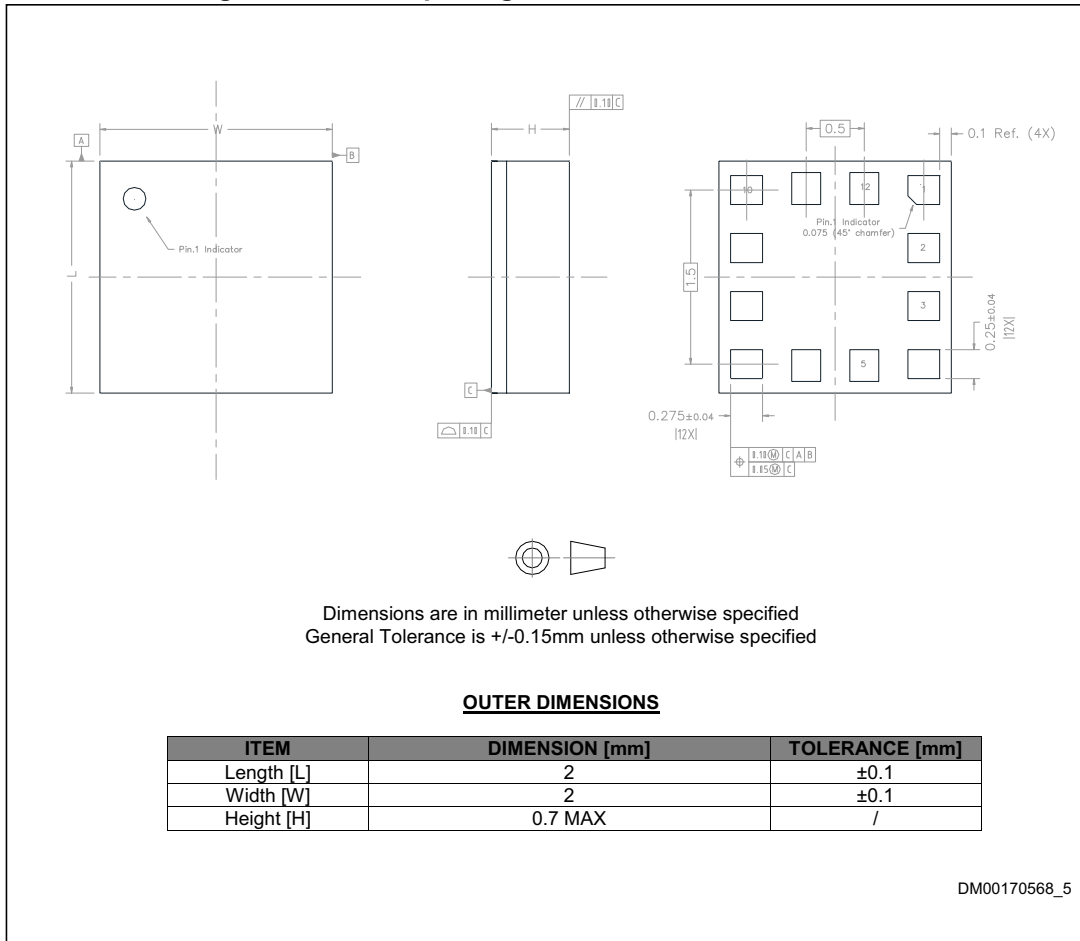 // 0.10 C
W
H
0.5
0.1 Ref. (4X)
A
B
10
12
1
Pin.1 Indicator
0.075 (45° chamfer)
Pin.1 Indicator
2
L
1.5
3
0.25±0.04
|12X|
5
C
0.10 C
0.275±0.04
|12X|
0.10 Ⓜ C A B
0.05 Ⓜ C
Dimensions are in millimeter unless otherwise specified
General Tolerance is +/-0.15mm unless otherwise specified
OUTER DIMENSIONS
ITEM DIMENSION [mm] TOLERANCE [mm]
Length [L] 2 ±0.1
Width [W] 2 ±0.1
Height [H] 0.7 MAX /
DM00170568_5